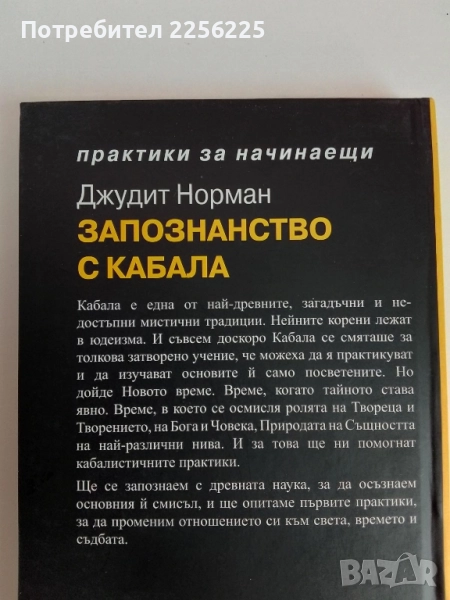 Потребител 2256225
практики за начинаещи
Джудит Норман
ЗАПОЗНАНСТВО
С КАБАЛА
Кабала е една от най-древните, загадъчни и не-
достъпни мистични традиции. Нейните корени лежат
в юдеизма. И съвсем доскоро Кабала се смяташе за
толкова затворено учение, че можеха да я практикуват
и да изучават основите й само посветените. Но
дойде Новото време. Време, когато тайното става
явно. Време, в което се осмисля ролята на Твореца и
Творението, на Бога и Човека, Природата на Същността
на най-различни нива. И за това ще ни помогнат
кабалистичните практики.
Ще се запознаем с древната наука, за да осъзнаем
основния й смисъл, и ще опитаме първите практики,
за да променим отношението си към света, времето и
съдбата.
BAZAR
bg